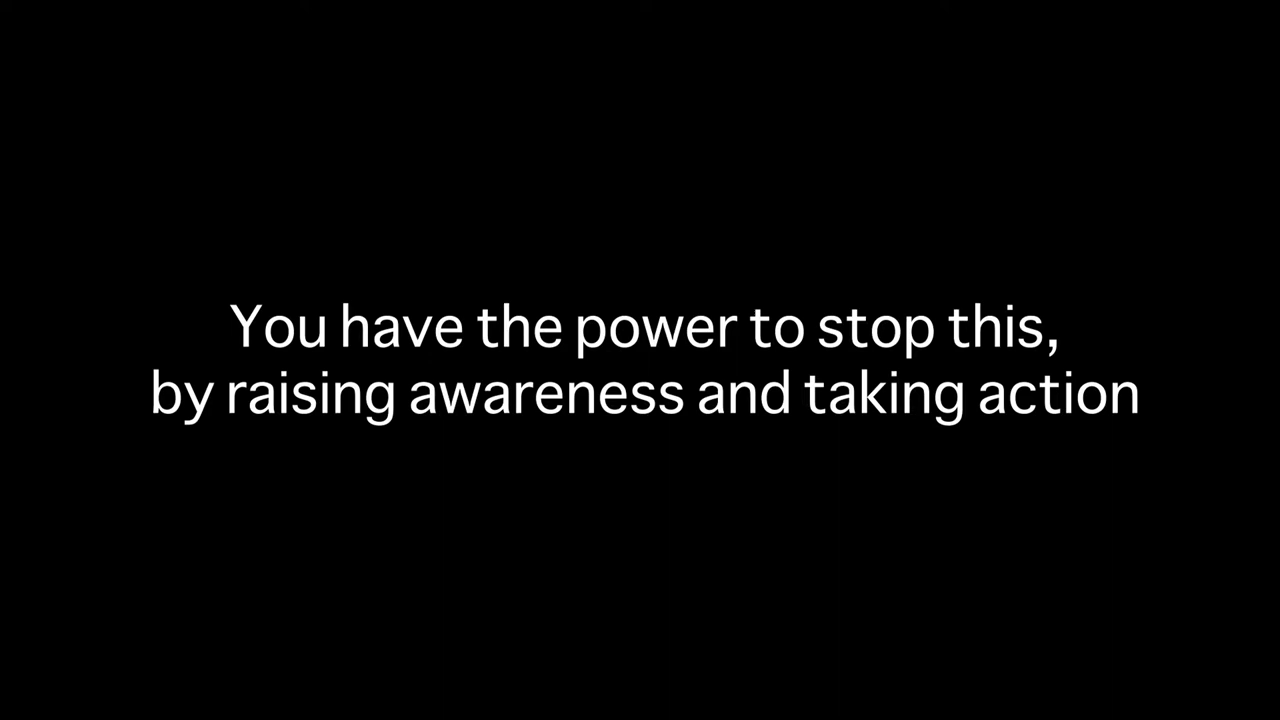 You have the power to stop this,
by raising awareness and taking action